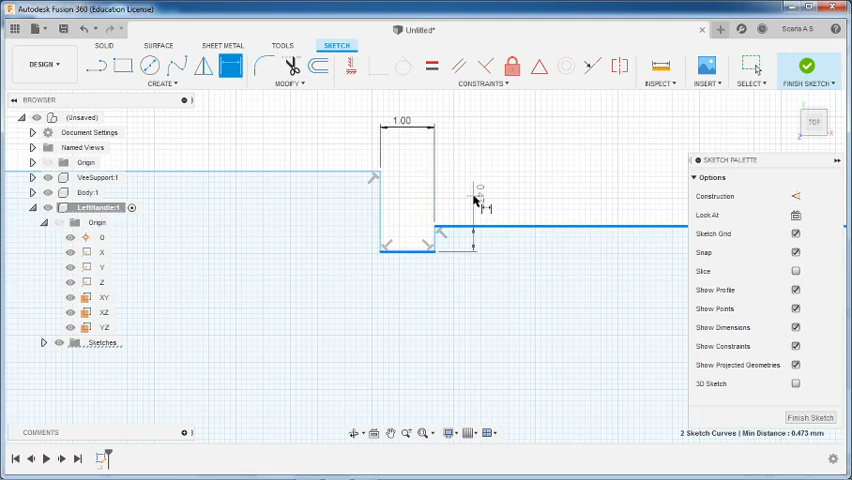 Autodesk Fusion 360 (Education License)
Untitled*
Scaria A S
DESIGN
SOLID
SURFACE
SHEET METAL
TOOLS
SKETCH
CREATE
MODIFY
CONSTRAINTS
INSPECT
INSERT
SELECT
FINISH SKETCH
BROWSER
(Unsaved)
Document Settings
Named Views
Origin
VeeSupport:1
Body:1
LeftHandle:1
Origin
O
X
Y
Z
XY
XZ
YZ
Sketches
1.00
TOP
Y
X
Z
SKETCH PALETTE
Options
Construction
Look At
Sketch Grid
Snap
Slice
Show Profile
Show Points
Show Dimensions
Show Constraints
Show Projected Geometries
3D Sketch
Finish Sketch
COMMENTS
2 Sketch Curves | Min Distance : 0.473 mm